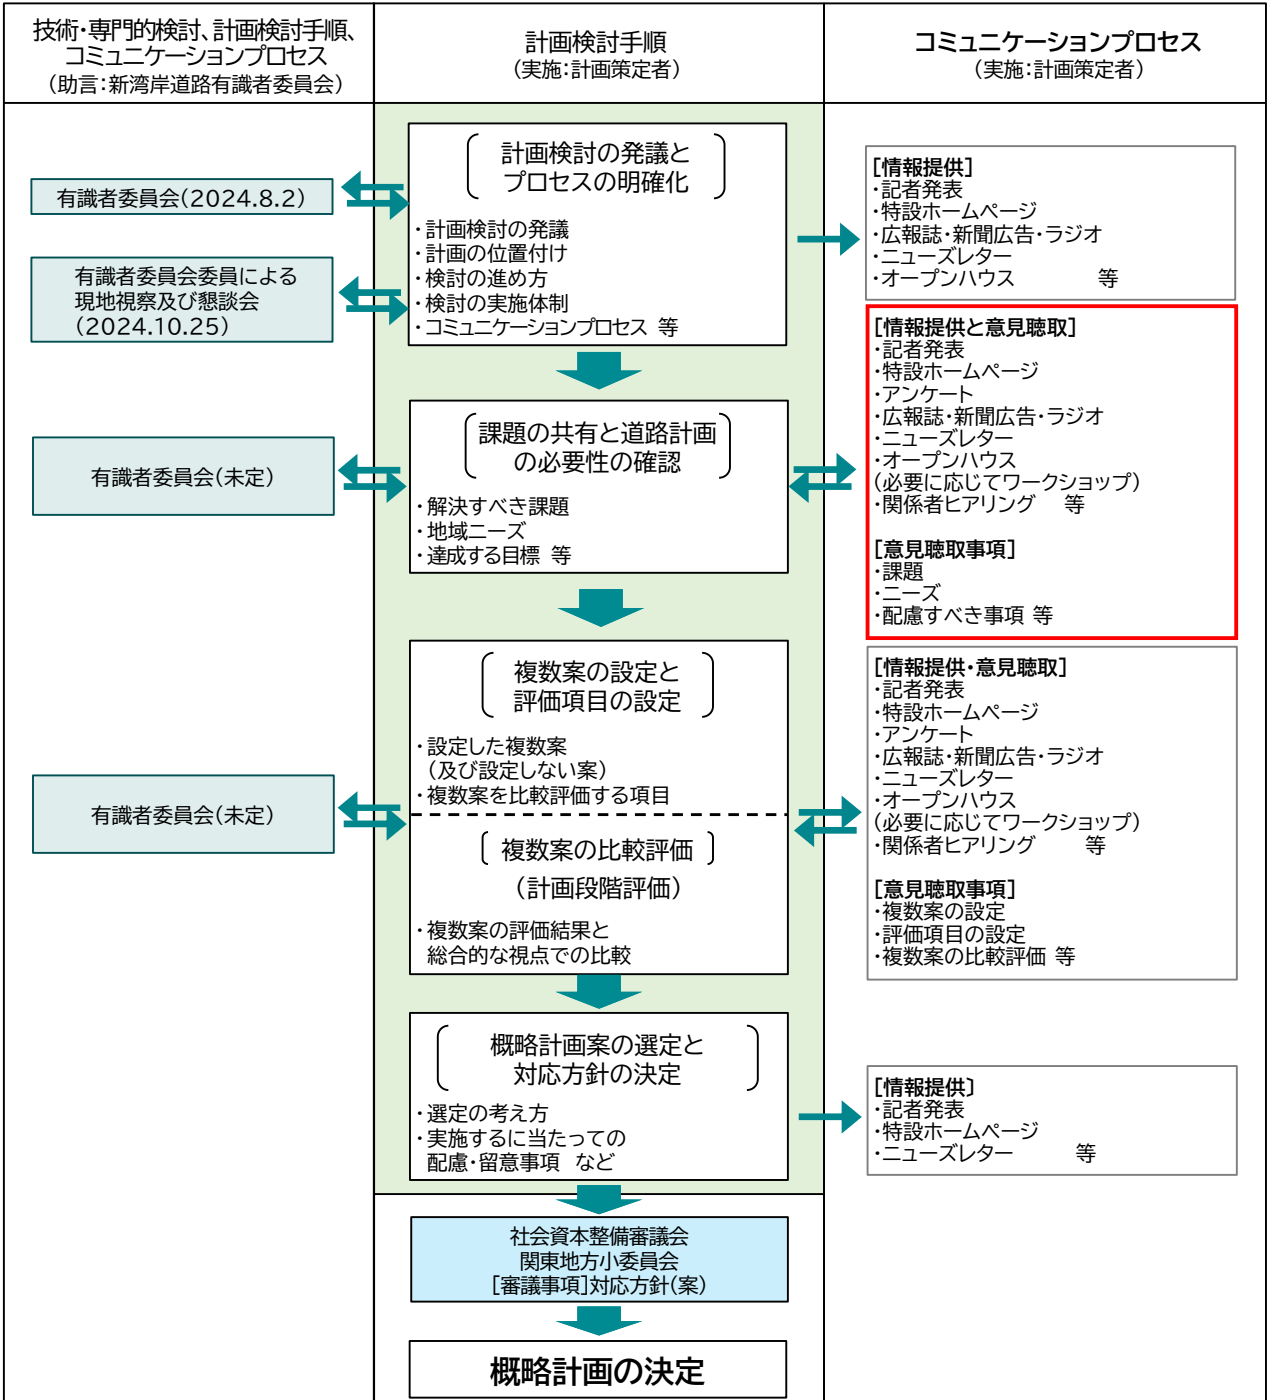 技術・専門的検討、計画検討手順、
コミュニケーションプロセス
（助言：新湾岸道路有識者委員会）
計画検討手順
（実施：計画策定者）
コミュニケーションプロセス
（実施：計画策定者）
有識者委員会（2024.8.2）
有識者委員会委員による
現地視察及び懇談会
（2024.10.25）
計画検討の発議と
プロセスの明確化
・計画検討の発議
・計画の位置付け
・検討の進め方
・検討の実施体制
・コミュニケーションプロセス 等
［情報提供］
・記者発表
・特設ホームページ
・広報誌・新聞広告・ラジオ
・ニューズレター
・オープンハウス 等
有識者委員会（未定）
課題の共有と道路計画
の必要性の確認
・解決すべき課題
・地域ニーズ
・達成する目標 等
［情報提供と意見聴取］
・記者発表
・特設ホームページ
・アンケート
・広報誌・新聞広告・ラジオ
・ニューズレター
・オープンハウス
（必要に応じてワークショップ）
・関係者ヒアリング 等
［意見聴取事項］
・課題
・ニーズ
・配慮すべき事項 等
有識者委員会（未定）
複数案の設定と
評価項目の設定
・設定した複数案
（及び設定しない案）
・複数案を比較評価する項目
複数案の比較評価
（計画段階評価）
・複数案の評価結果と
総合的な視点での比較
［情報提供・意見聴取］
・記者発表
・特設ホームページ
・アンケート
・広報誌・新聞広告・ラジオ
・ニューズレター
・オープンハウス
（必要に応じてワークショップ）
・関係者ヒアリング 等
［意見聴取事項］
・複数案の設定
・評価項目の設定
・複数案の比較評価 等
概略計画案の選定と
対応方針の決定
・選定の考え方
・実施するに当たっての
配慮・留意事項 など
［情報提供］
・記者発表
・特設ホームページ
・ニューズレター 等
社会資本整備審議会
関東地方小委員会
［審議事項］対応方針（案）
概略計画の決定